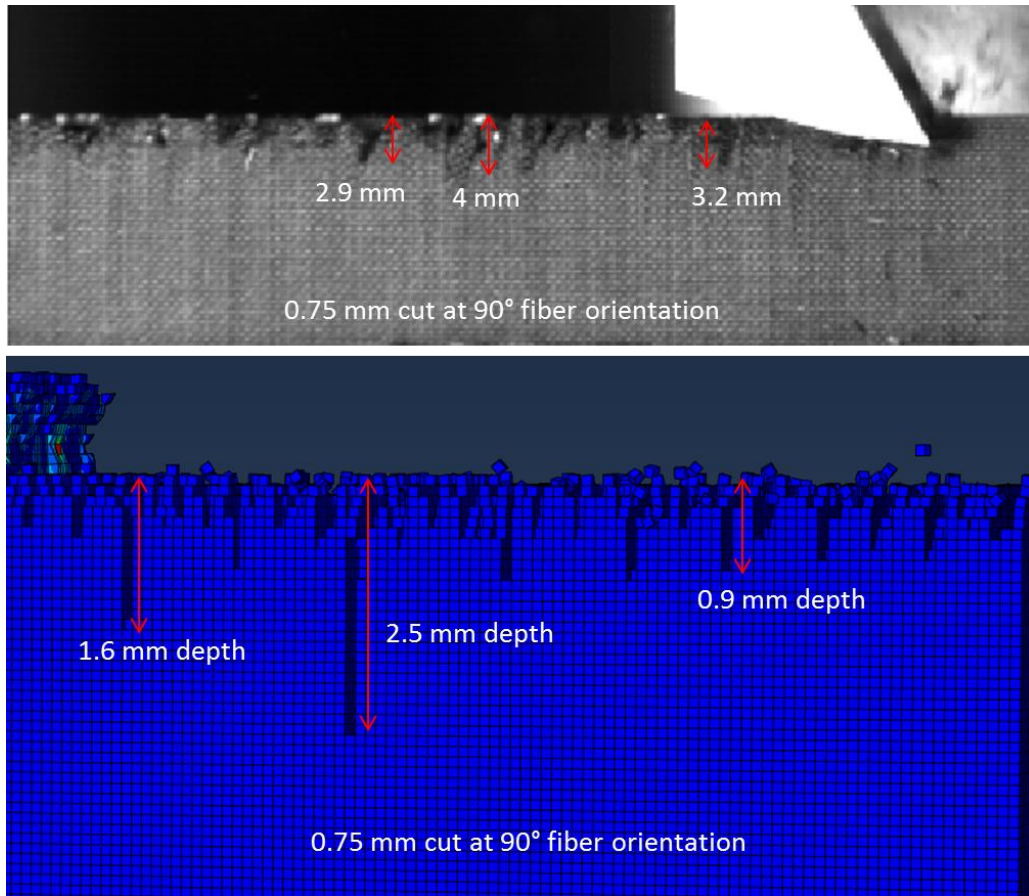 2.9 mm
4 mm
3.2 mm
0.75 mm cut at 90° fiber orientation
1.6 mm depth
2.5 mm depth
0.9 mm depth
0.75 mm cut at 90° fiber orientation